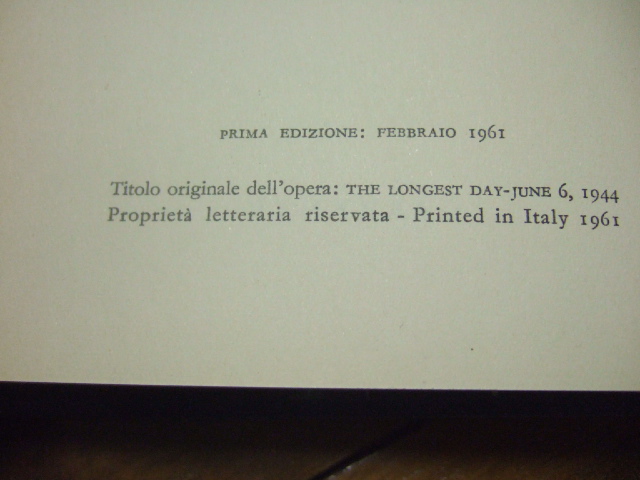 PRIMA EDIZIONE: FEBBRAIO 1961
Titolo originale dell'opera: THE LONGEST DAY-JUNE 6, 1944
Proprietà letteraria riservata - Printed in Italy 1961